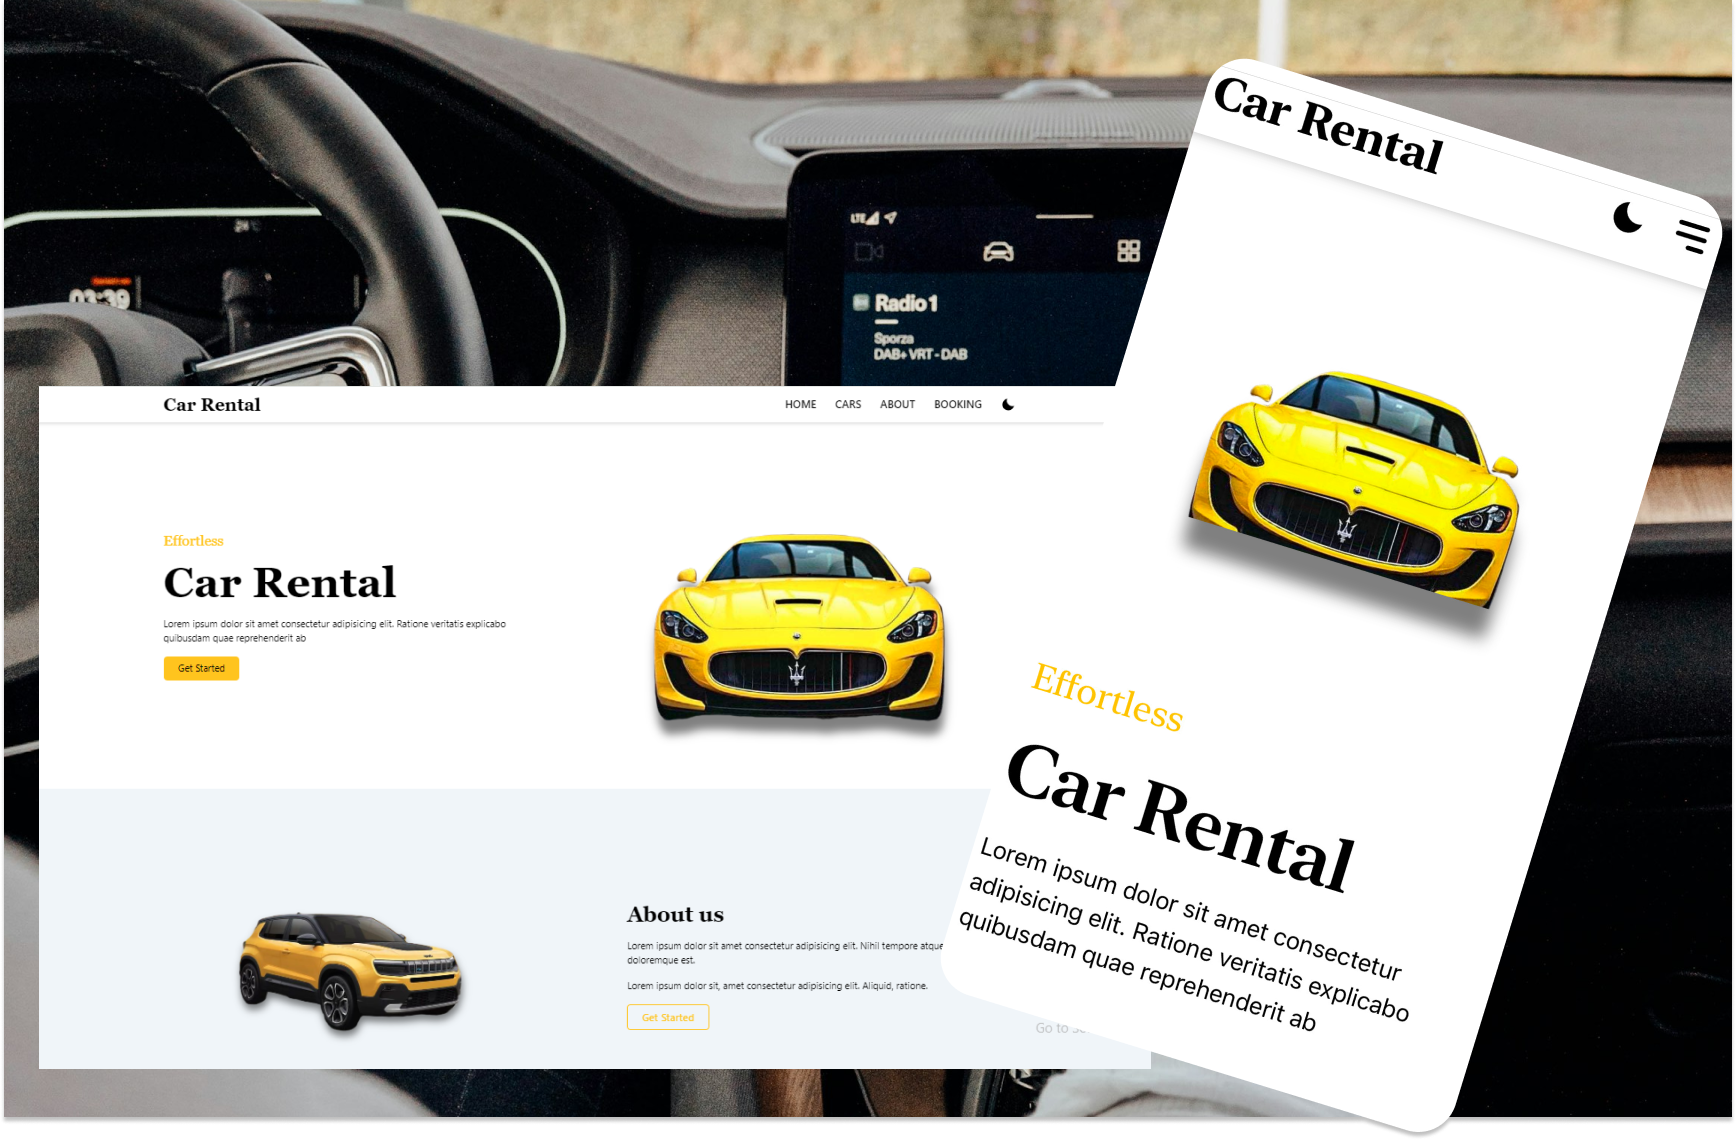 LTE
Radio 1
Sporza
DAB+ VRT - DAB
03:39
Car Rental
HOME CARS ABOUT BOOKING
Effortless
Car Rental
Lorem ipsum dolor sit amet consectetur adipisicing elit. Ratione veritatis explicabo
quibusdam quae reprehenderit ab
Get Started
About us
Lorem ipsum dolor sit amet consectetur adipisicing elit. Nihil tempore atque
doloremque est.
Lorem ipsum dolor sit, amet consectetur adipisicing elit. Aliquid, ratione.
Get Started
Go to
Car Rental
Effortless
Car Rental
Lorem ipsum dolor sit amet consectetur
adipisicing elit. Ratione veritatis explicabo
quibusdam quae reprehenderit ab